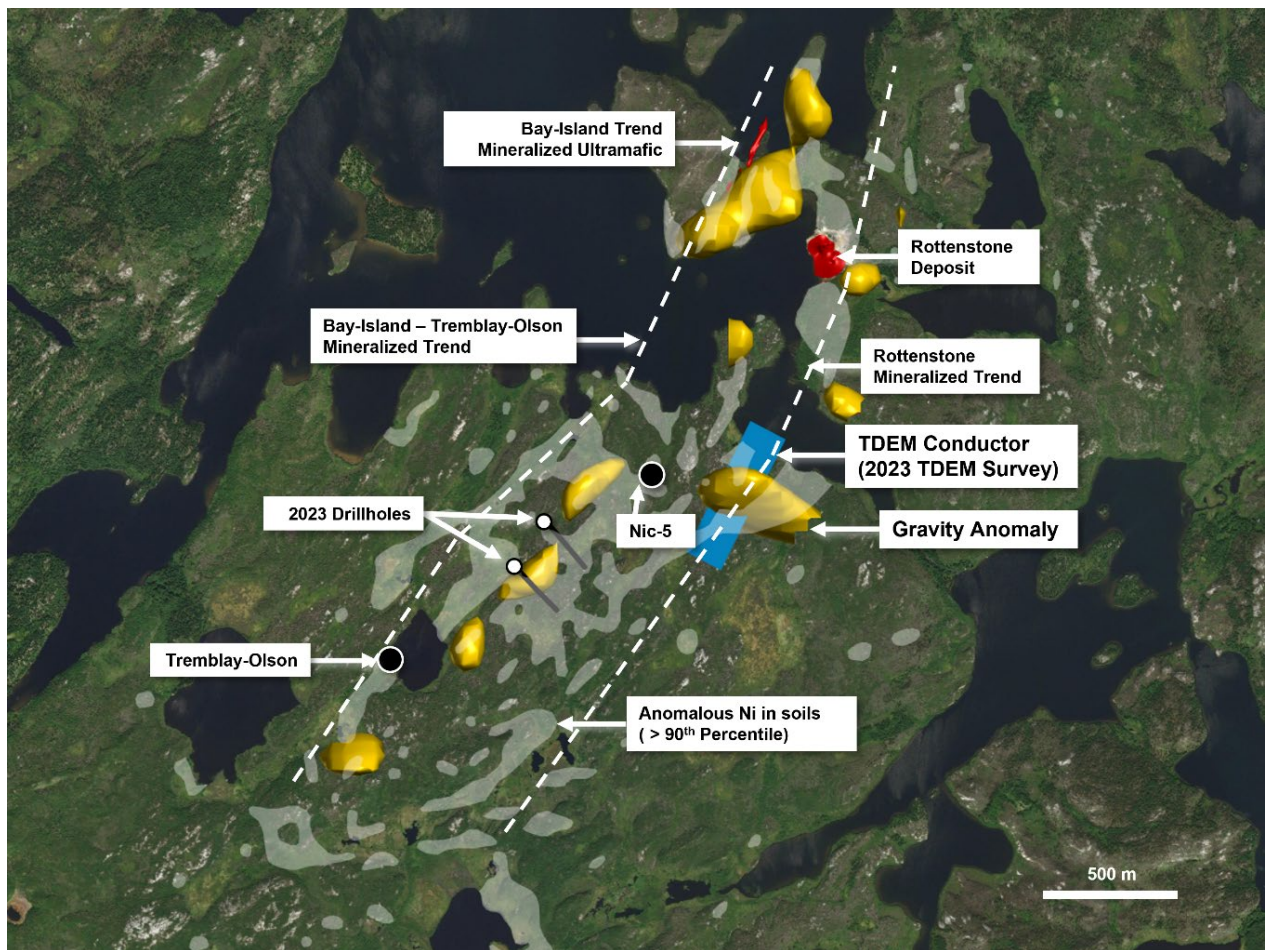 Bay-Island Trend
Mineralized Ultramafic
Rottenstone
Deposit
Bay-Island – Tremblay-Olson
Mineralized Trend
Rottenstone
Mineralized Trend
TDEM Conductor
(2023 TDEM Survey)
2023 Drillholes
Nic-5
Gravity Anomaly
Tremblay-Olson
Anomalous Ni in soils
( > 90th Percentile)
500 m